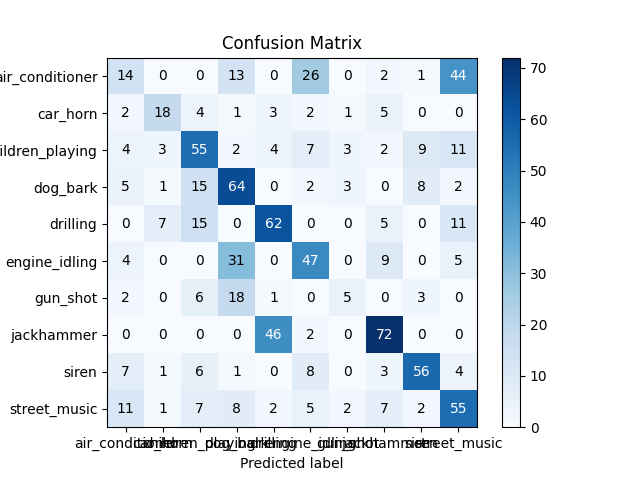 Confusion Matrix
air_conditioner 14 0 0 13 0 26 0 2 1 44
car_horn 2 18 4 1 3 2 1 5 0 0
ildren_playing 4 3 55 2 4 7 3 2 9 11
dog_bark 5 1 15 64 0 2 3 0 8 2
drilling 0 7 15 0 62 0 0 5 0 11
engine_idling 4 0 0 31 0 47 0 9 0 5
gun_shot 2 0 6 18 1 0 5 0 3 0
jackhammer 0 0 0 0 46 2 0 72 0 0
siren 7 1 6 1 0 8 0 3 56 4
street_music 11 1 7 8 2 5 2 7 2 55
street_music
Predicted label
70
60
50
40
30
20
10
0